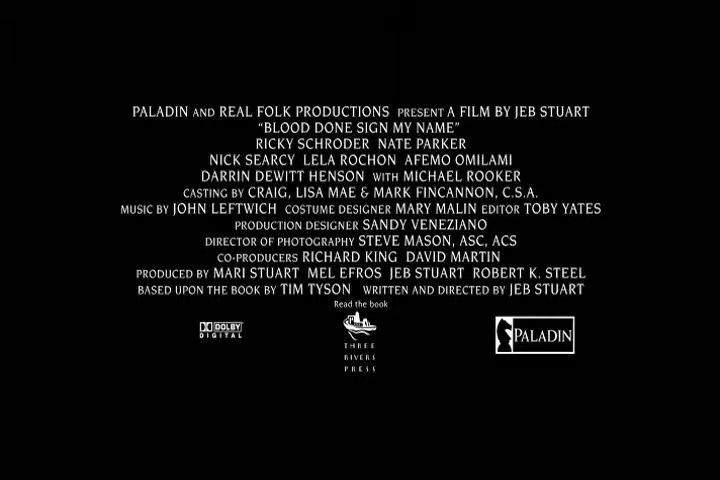 PALADIN AND REAL FOLK PRODUCTIONS PRESENT A FILM BY JEB STUART
"BLOOD DONE SIGN MY NAME"
RICKY SCHRODER NATE PARKER
NICK SEARCY LELA ROCHON AFEMO OMILAMI
DARRIN DEWITT HENSON WITH MICHAEL ROOKER
CASTING BY CRAIG, LISA MAE & MARK FINCANNON, C.S.A.
MUSIC BY JOHN LEFTWICH COSTUME DESIGNER MARY MALIN EDITOR TOBY YATES
PRODUCTION DESIGNER SANDY VENEZIANO
DIRECTOR OF PHOTOGRAPHY STEVE MASON, ASC, ACS
CO-PRODUCERS RICHARD KING DAVID MARTIN
PRODUCED BY MARI STUART MEL EFROS JEB STUART ROBERT K. STEEL
BASED UPON THE BOOK BY TIM TYSON WRITTEN AND DIRECTED BY JEB STUART
Read the book
DOLBY
DIGITAL
THREE
RIVERS
PRESS
PALADIN